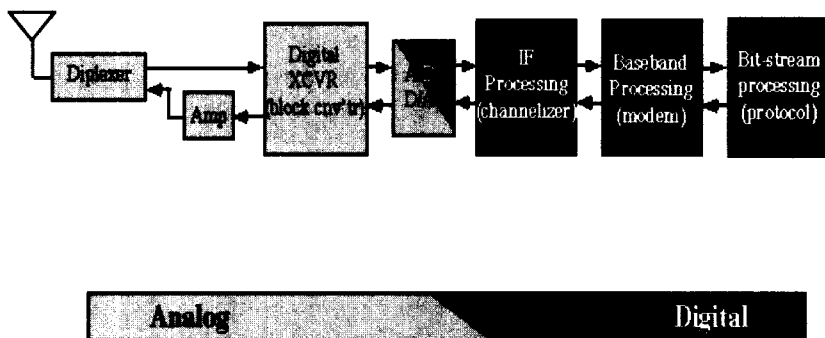 Diplexer
Amp
Digital
XCVR
(block cnv'tr)
IF
Processing
(channelizer)
Baseband
Processing
(modem)
Bit-stream
processing
(protocol)
Analog
Digital